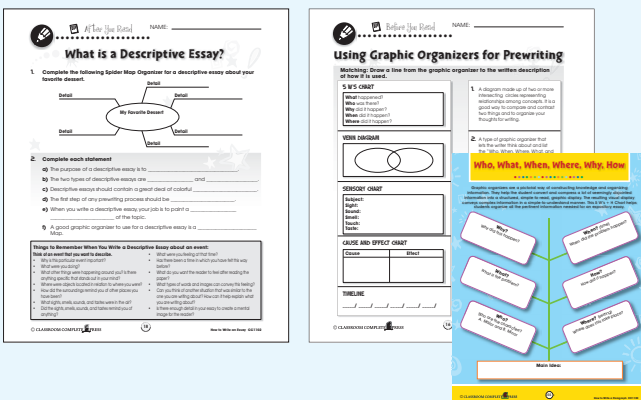 After You Read
NAME:
What is a Descriptive Essay?
1. Complete the following Spider Map Organizer for a descriptive essay about your
favorite dessert.
Detail
Detail
Detail
My Favorite Dessert
Detail
Detail
Detail
2. Complete each statement
a) The purpose of a descriptive essay is to
b) The two types of descriptive essays are and
c) Descriptive essays should contain a great deal of colorful
d) The first step of any prewriting process should be
e) When you write a descriptive essay your job is to paint a
of the topic.
f) A good graphic organizer to use for a descriptive essay is a
Map.
Things to Remember When You Write a Descriptive Essay about an event:
Think of an event that you want to describe.
• Why is this particular event important?
• What were you doing?
• What other things were happening around you? Is there
anything specific that stands out in your mind?
• Where were objects located in relation to where you were?
• How did the surroundings remind you of other places you
have been?
• What sights, smells, sounds, and tastes were in the air?
• Did the sights, smells, sounds, and tastes remind you of
anything?
• What were you feeling at that time?
• Has there been a time in which you have felt this way
before?
• What do you want the reader to feel after reading the
paper?
• What types of words and images can convey this feeling?
• Can you think of another situation that was similar to the
one you are writing about? How can it help explain what
you are writing about?
• Is there enough detail in your essay to create a mental
image for the reader?
© CLASSROOM COMPLETE PRESS
Before You Read
NAME:
Using Graphic Organizers for Prewriting
Matching: Draw a line from the graphic organizer to the written description
of how it is used.
5 W'S CHART
What happened?
Who was there?
Why did it happen?
When did it happen?
Where did it happen?
VENN DIAGRAM
SENSORY CHART
Subject:
Sight:
Sound:
Smell:
Touch:
Taste:
CAUSE AND EFFECT CHART
Cause Effect
TIMELINE
© CLASSROOM COMPLETE PRESS
1. A diagram made up of two or more
intersecting circles representing
relationships among concepts. It is a
good way to compare and contrast
two things and to organize your
thoughts for writing.
2. A type of graphic organizer that
lets the writer think about and list
the "Who, When, Where, What, and
Who, What, When, Where, Why, How
Graphic organizers are a pictorial way of constructing knowledge and organizing
information. They help the student convert and compress a lot of seemingly disjointed
information into a structured, simple-to-read, graphic display. The resulting visual display
conveys complex information in a simple-to-understand manner.
Why?
Why did this happen?
When?
When did the problem happen?
What?
What is the problem?
How?
How did it happen?
Who?
Who are the characters?
Where?
Where does this take place?
Main Idea:
© CLASSROOM COMPLETE PRESS